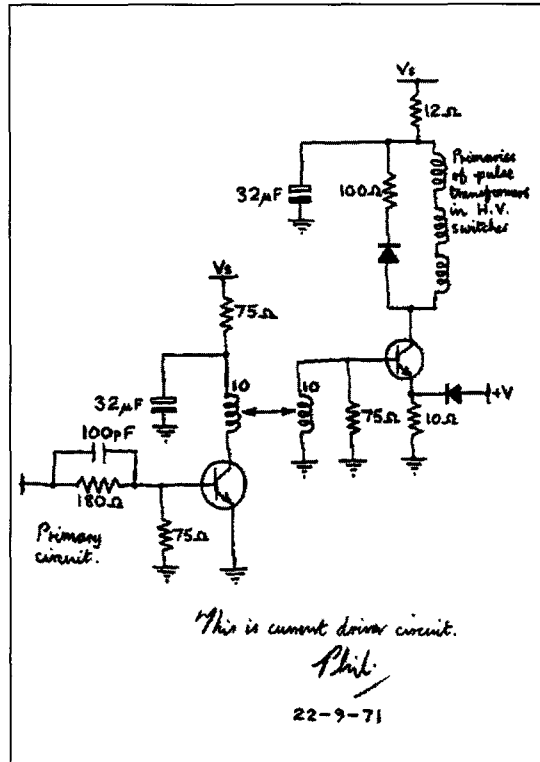 Vs
12Ω
32µF
100Ω
Primaries
of pulse
transformers
in H.V.
switches
Vs
75Ω
32µF
10
10
75Ω
10Ω
+V
100pF
180Ω
75Ω
Primary
circuit.
This is current driver circuit.
Phil.
22-9-71